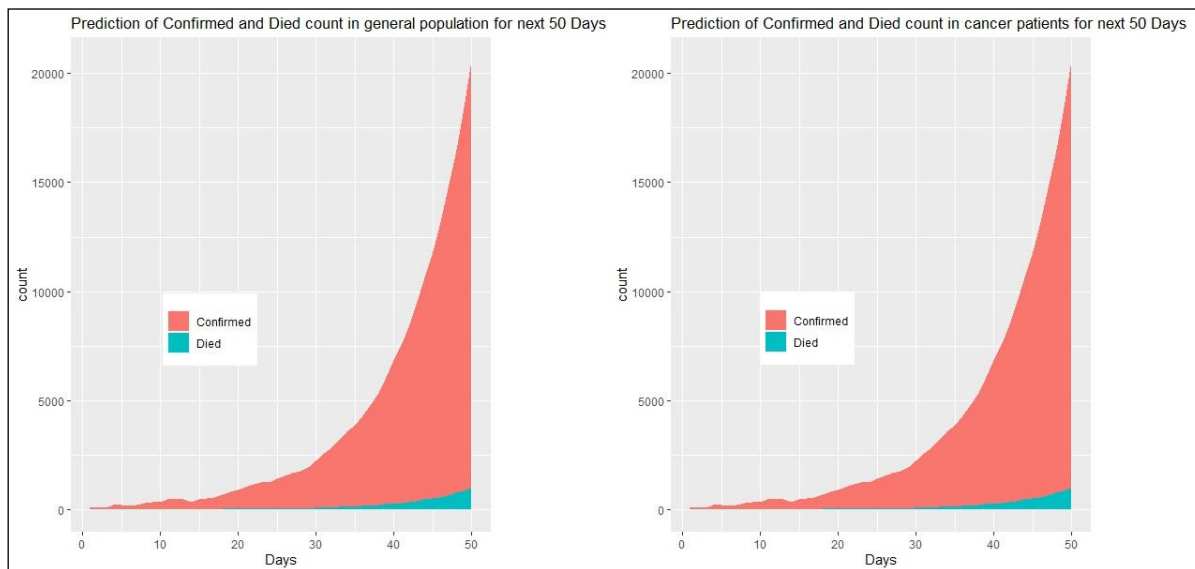 Prediction of Confirmed and Died count in general population for next 50 Days
20000
15000
10000
5000
0
count
Confirmed
Died
0 10 20 30 40 50
Days
Prediction of Confirmed and Died count in cancer patients for next 50 Days
20000
15000
10000
5000
0
count
Confirmed
Died
0 10 20 30 40 50
Days